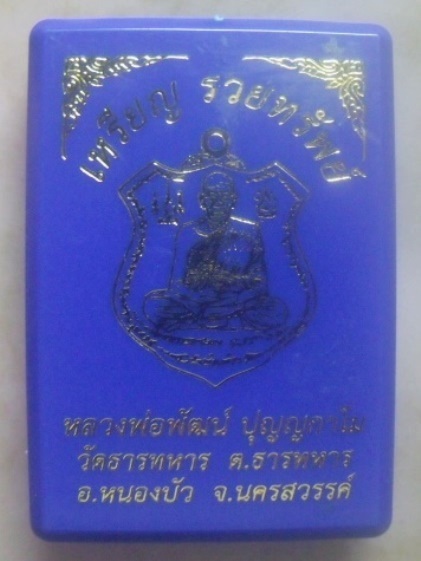 เหรียญ รวยทรัพย์
หลวงพ่อพัฒน์ ปุญญกาโม
วัดธารทหาร ต.ธารทหาร
อ.หนองบัว จ.นครสวรรค์